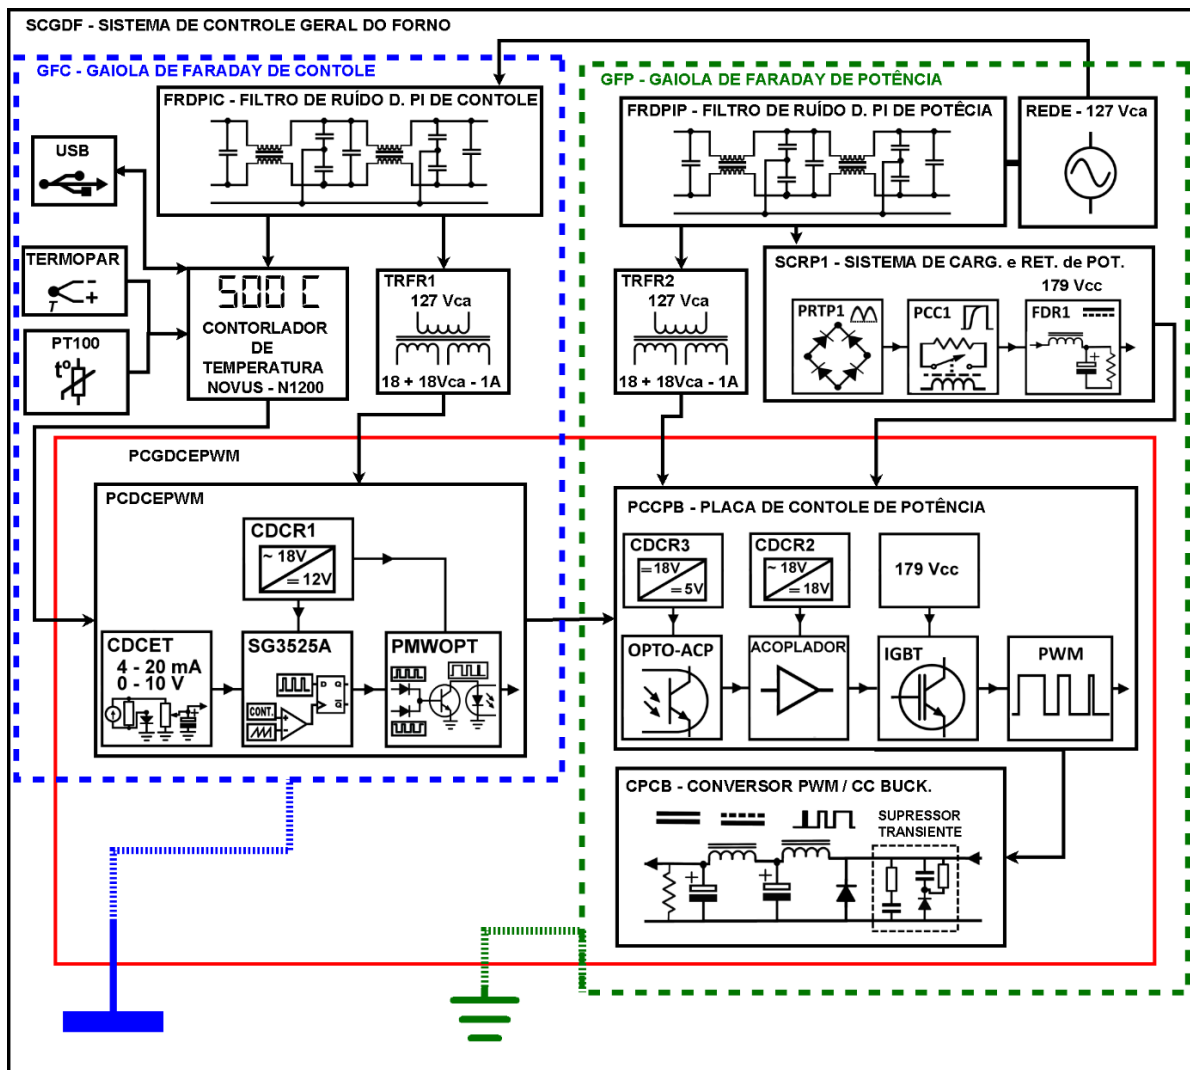 SCGDF - SISTEMA DE CONTROLE GERAL DO FORNO
GFC - GAIOLA DE FARADAY DE CONTOLE
FRDPIC - FILTRO DE RUÍDO D. PI DE CONTOLE
USB
TERMOPAR
- +
T
PT100
tº
500 C
CONTORLADOR
DE
TEMPERATURA
NOVUS - N1200
TRFR1
127 Vca
18 + 18Vca - 1A
GFP - GAIOLA DE FARADAY DE POTÊNCIA
FRDPIP - FILTRO DE RUÍDO D. PI DE POTÊCIA
REDE - 127 Vca
TRFR2
127 Vca
18 + 18Vca - 1A
SCRP1 - SISTEMA DE CARG. e RET. de POT.
179 Vcc
PRTP1
PCC1
FDR1
+
PCGDCEPWM
PCDCEPWM
CDCR1
~ 18V
= 12V
CDCET
4 - 20 mA
0 - 10 V
+
SG3525A
CONT.
+
-
D Q
Q
PMWOPT
PCCPB - PLACA DE CONTOLE DE POTÊNCIA
CDCR3
= 18V
= 5V
CDCR2
~ 18V
= 18V
179 Vcc
OPTO-ACP
ACOPLADOR
IGBT
PWM
CPCB - CONVERSOR PWM / CC BUCK.
SUPRESSOR
TRANSIENTE
+
+